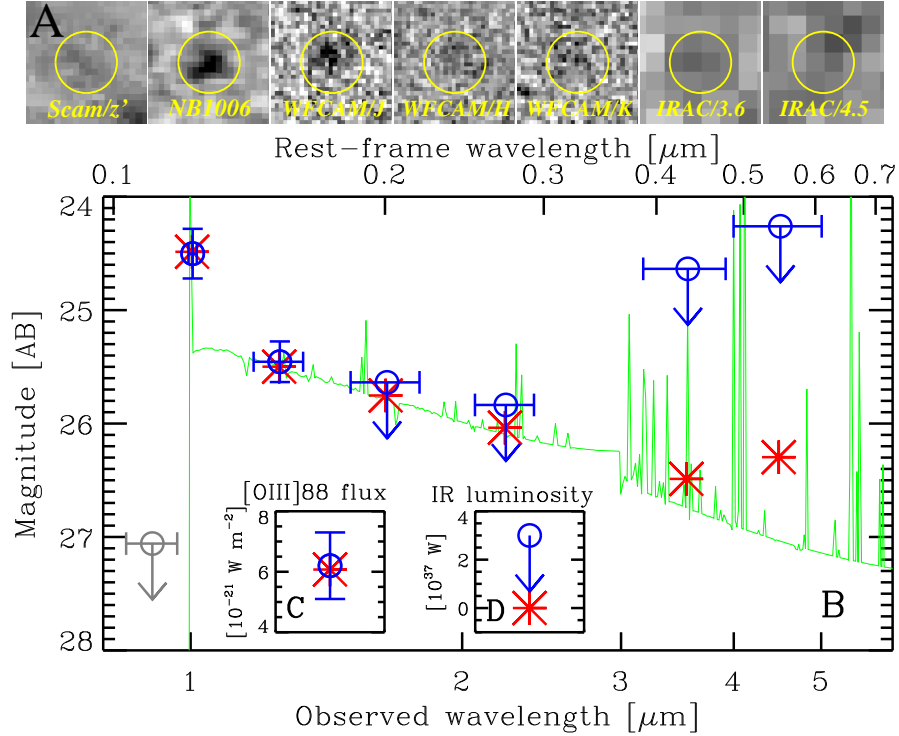 A
Scam/z' NB1006 WFCAM/J WFCAM/H WFCAM/K IRAC/3.6 IRAC/4.5
Rest−frame wavelength [μm]
0.1 0.2 0.3 0.4 0.5 0.6 0.7
Magnitude [AB]
24
25
26
27
28
[OIII]88 flux
[10⁻²¹ W m⁻²]
8
6
4
C
IR luminosity
[10³⁷ W]
4
2
0
D
B
1 2 3 4 5
Observed wavelength [μm]